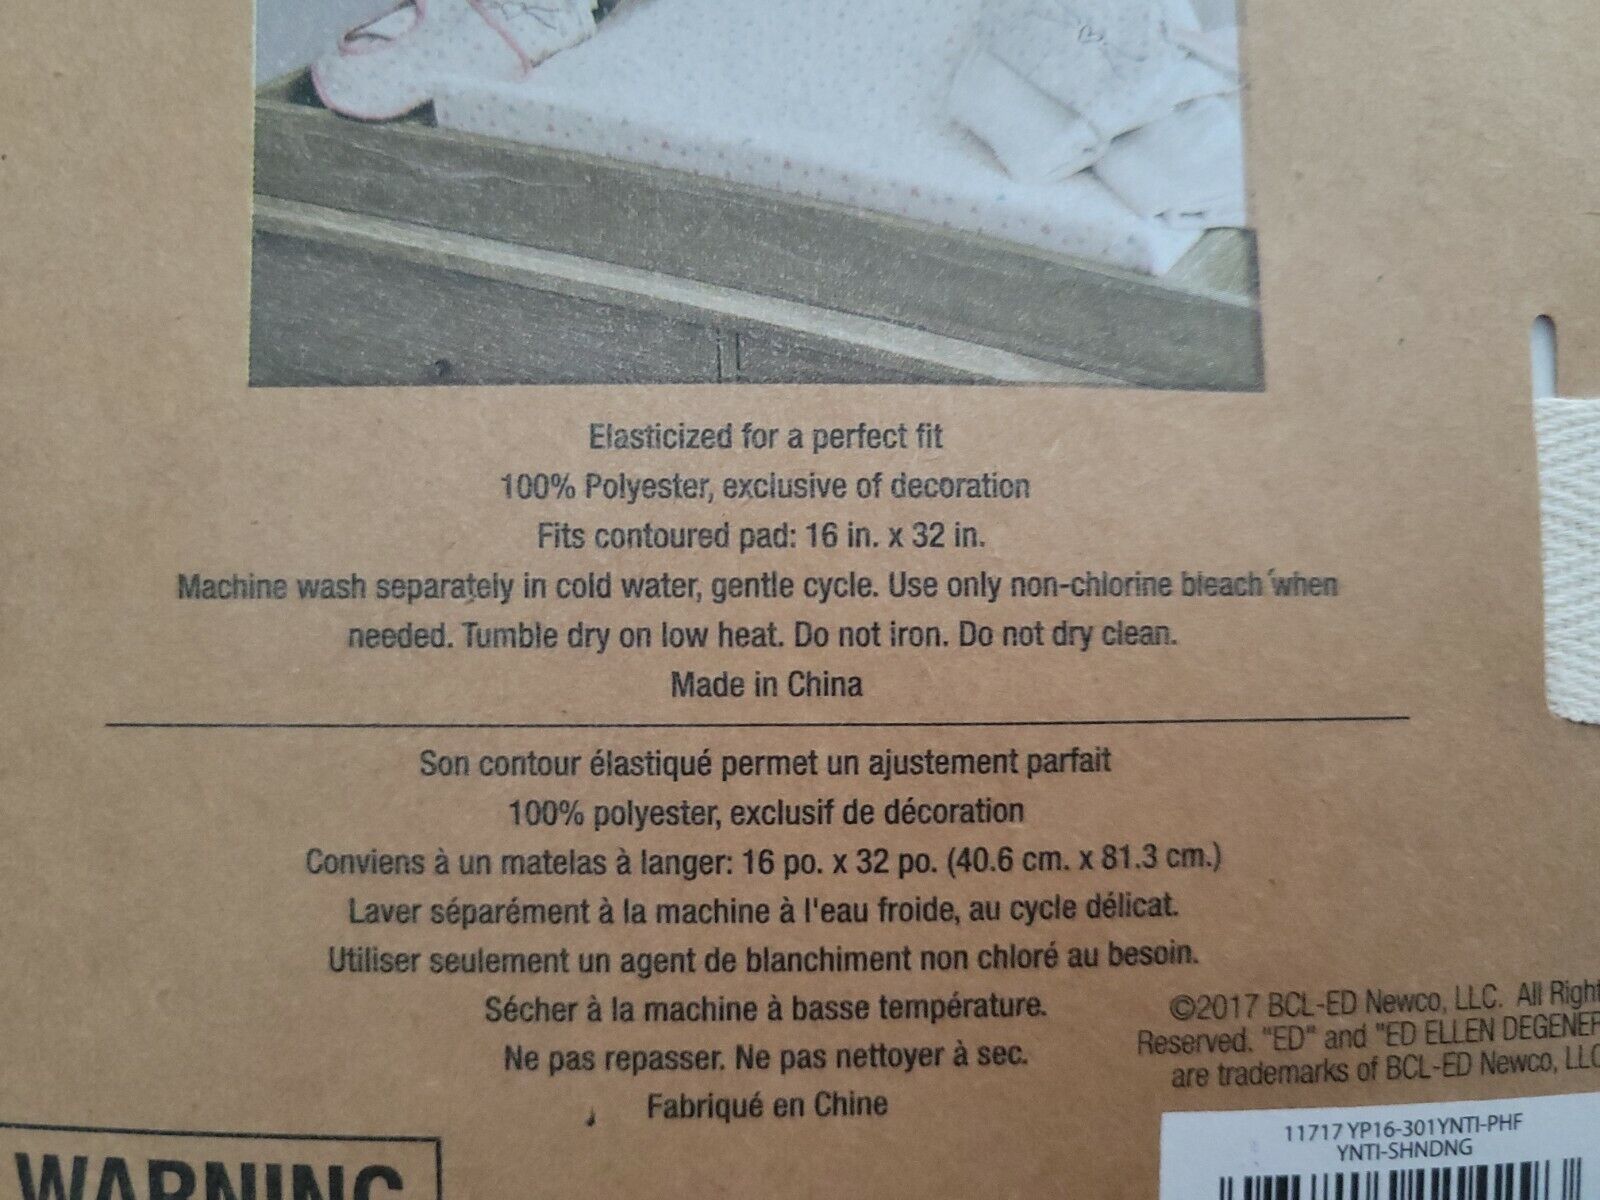 Elasticized for a perfect fit
100% Polyester, exclusive of decoration
Fits contoured pad: 16 in. x 32 in.
Machine wash separately in cold water, gentle cycle. Use only non-chlorine bleach when
needed. Tumble dry on low heat. Do not iron. Do not dry clean.
Made in China
Son contour élastiqué permet un ajustement parfait
100% polyester, exclusif de décoration
Conviens à un matelas à langer: 16 po. x 32 po. (40.6 cm. x 81.3 cm.)
Laver séparément à la machine à l'eau froide, au cycle délicat.
Utiliser seulement un agent de blanchiment non chloré au besoin.
Sécher à la machine à basse température.
Ne pas repasser. Ne pas nettoyer à sec.
Fabriqué en Chine
©2017 BCL-ED Newco, LLC. All Right
Reserved. "ED" and "ED ELLEN DEGENER
are trademarks of BCL-ED Newco, LLC
11717 YP16-301YNTI-PHF
YNTI-SHNDNG
WARNING